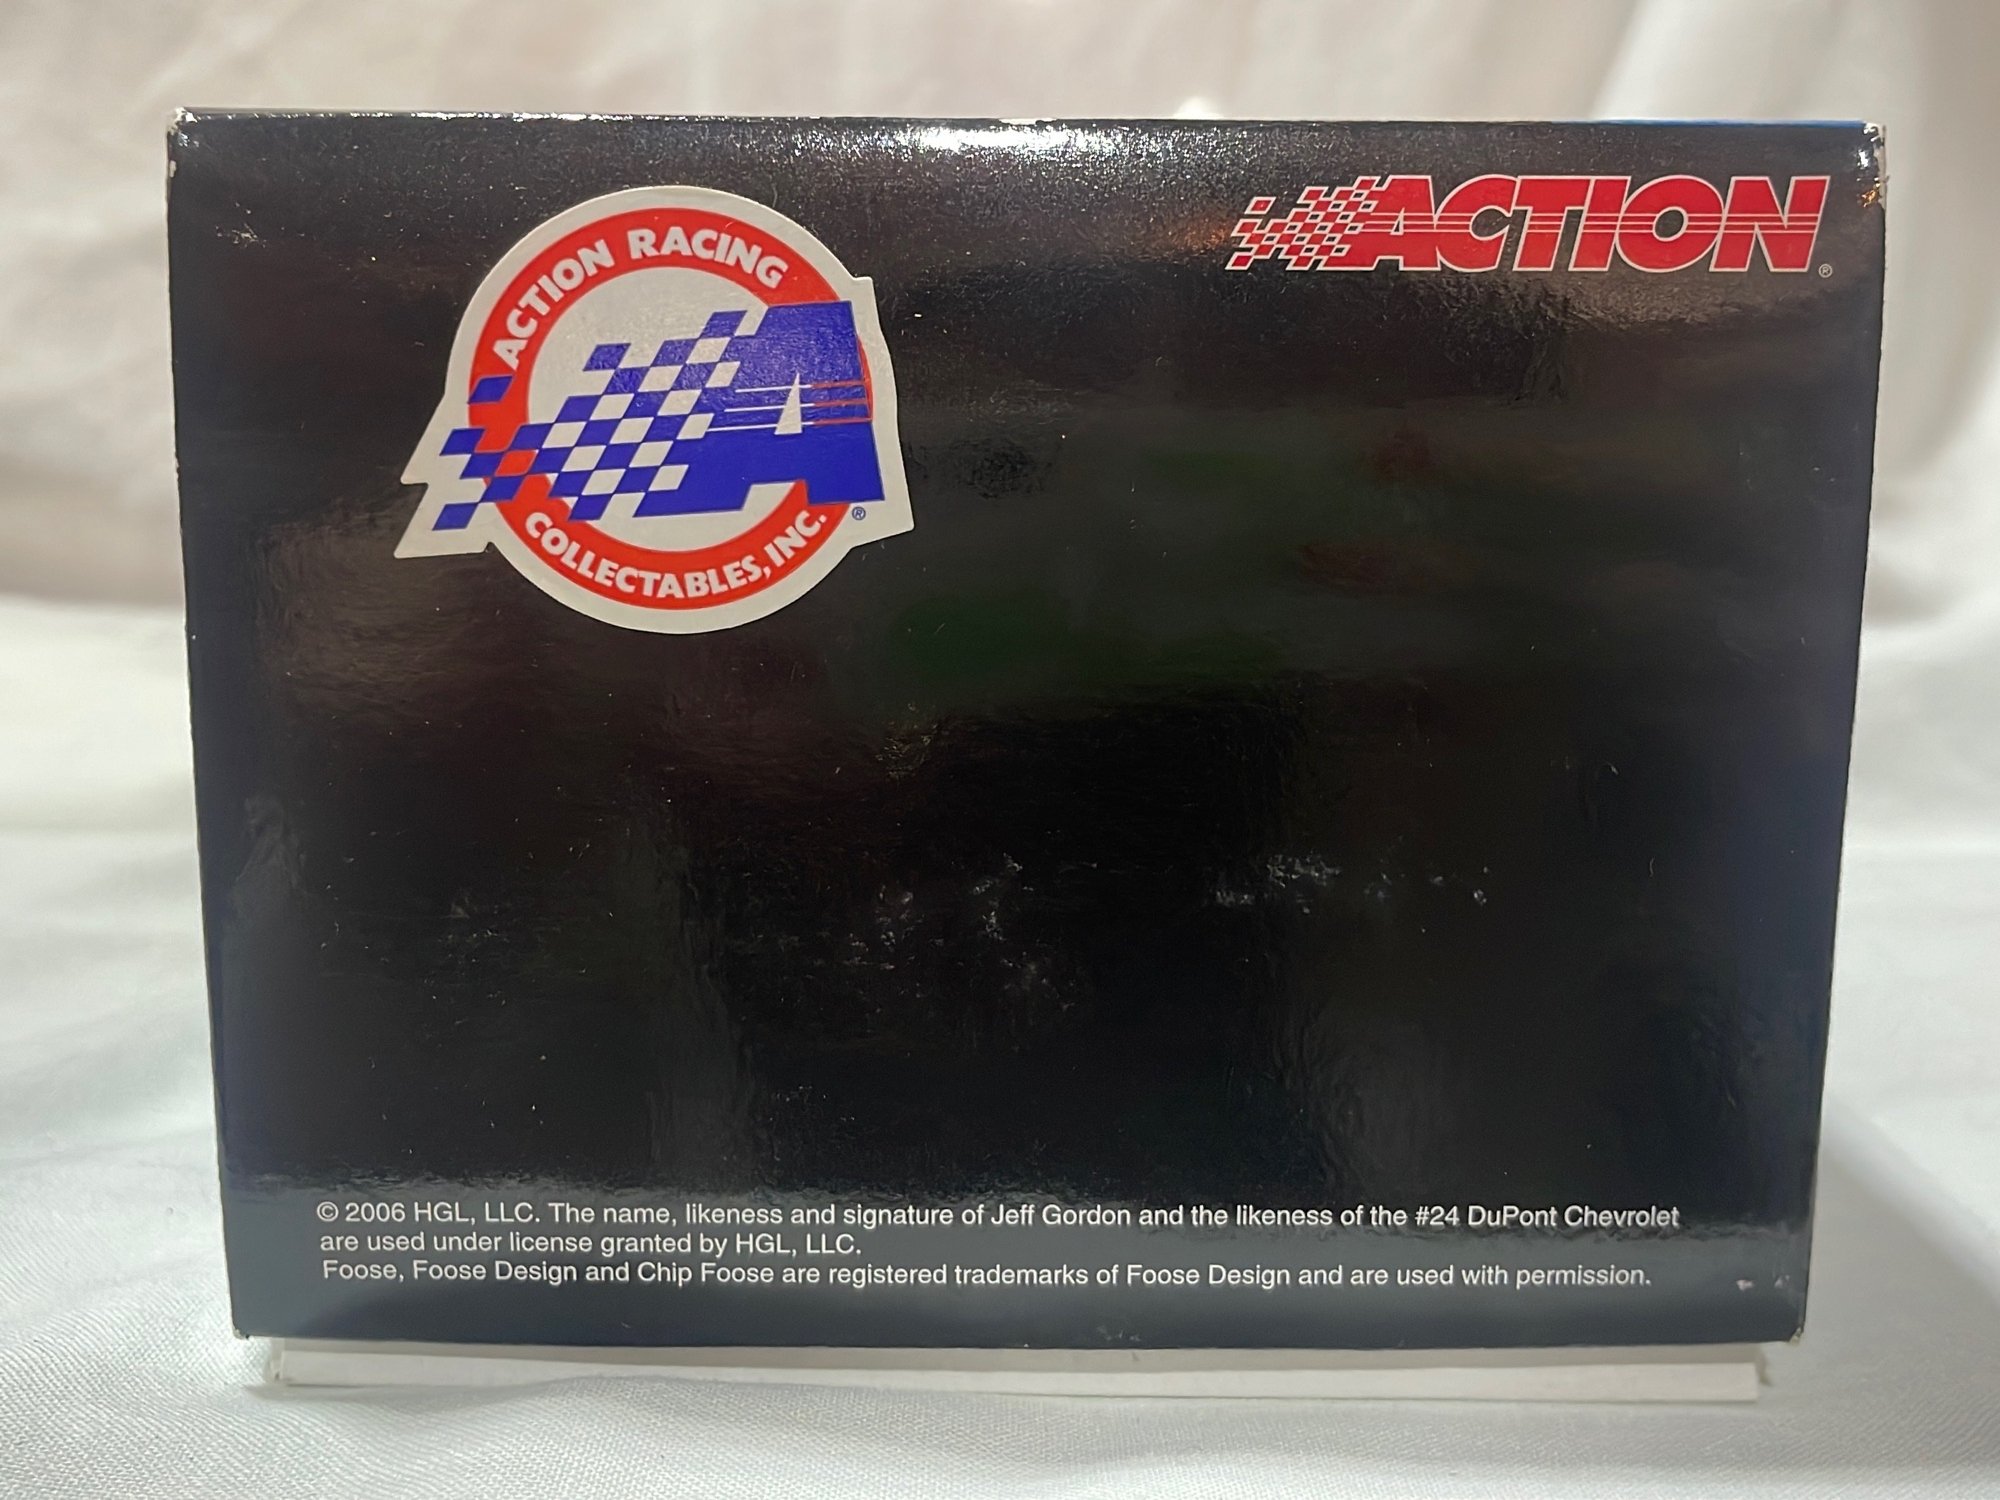 ACTION RACING
COLLECTABLES, INC.
®
ACTION®
© 2006 HGL, LLC. The name, likeness and signature of Jeff Gordon and the likeness of the #24 DuPont Chevrolet
are used under license granted by HGL, LLC.
Foose, Foose Design and Chip Foose are registered trademarks of Foose Design and are used with permission.